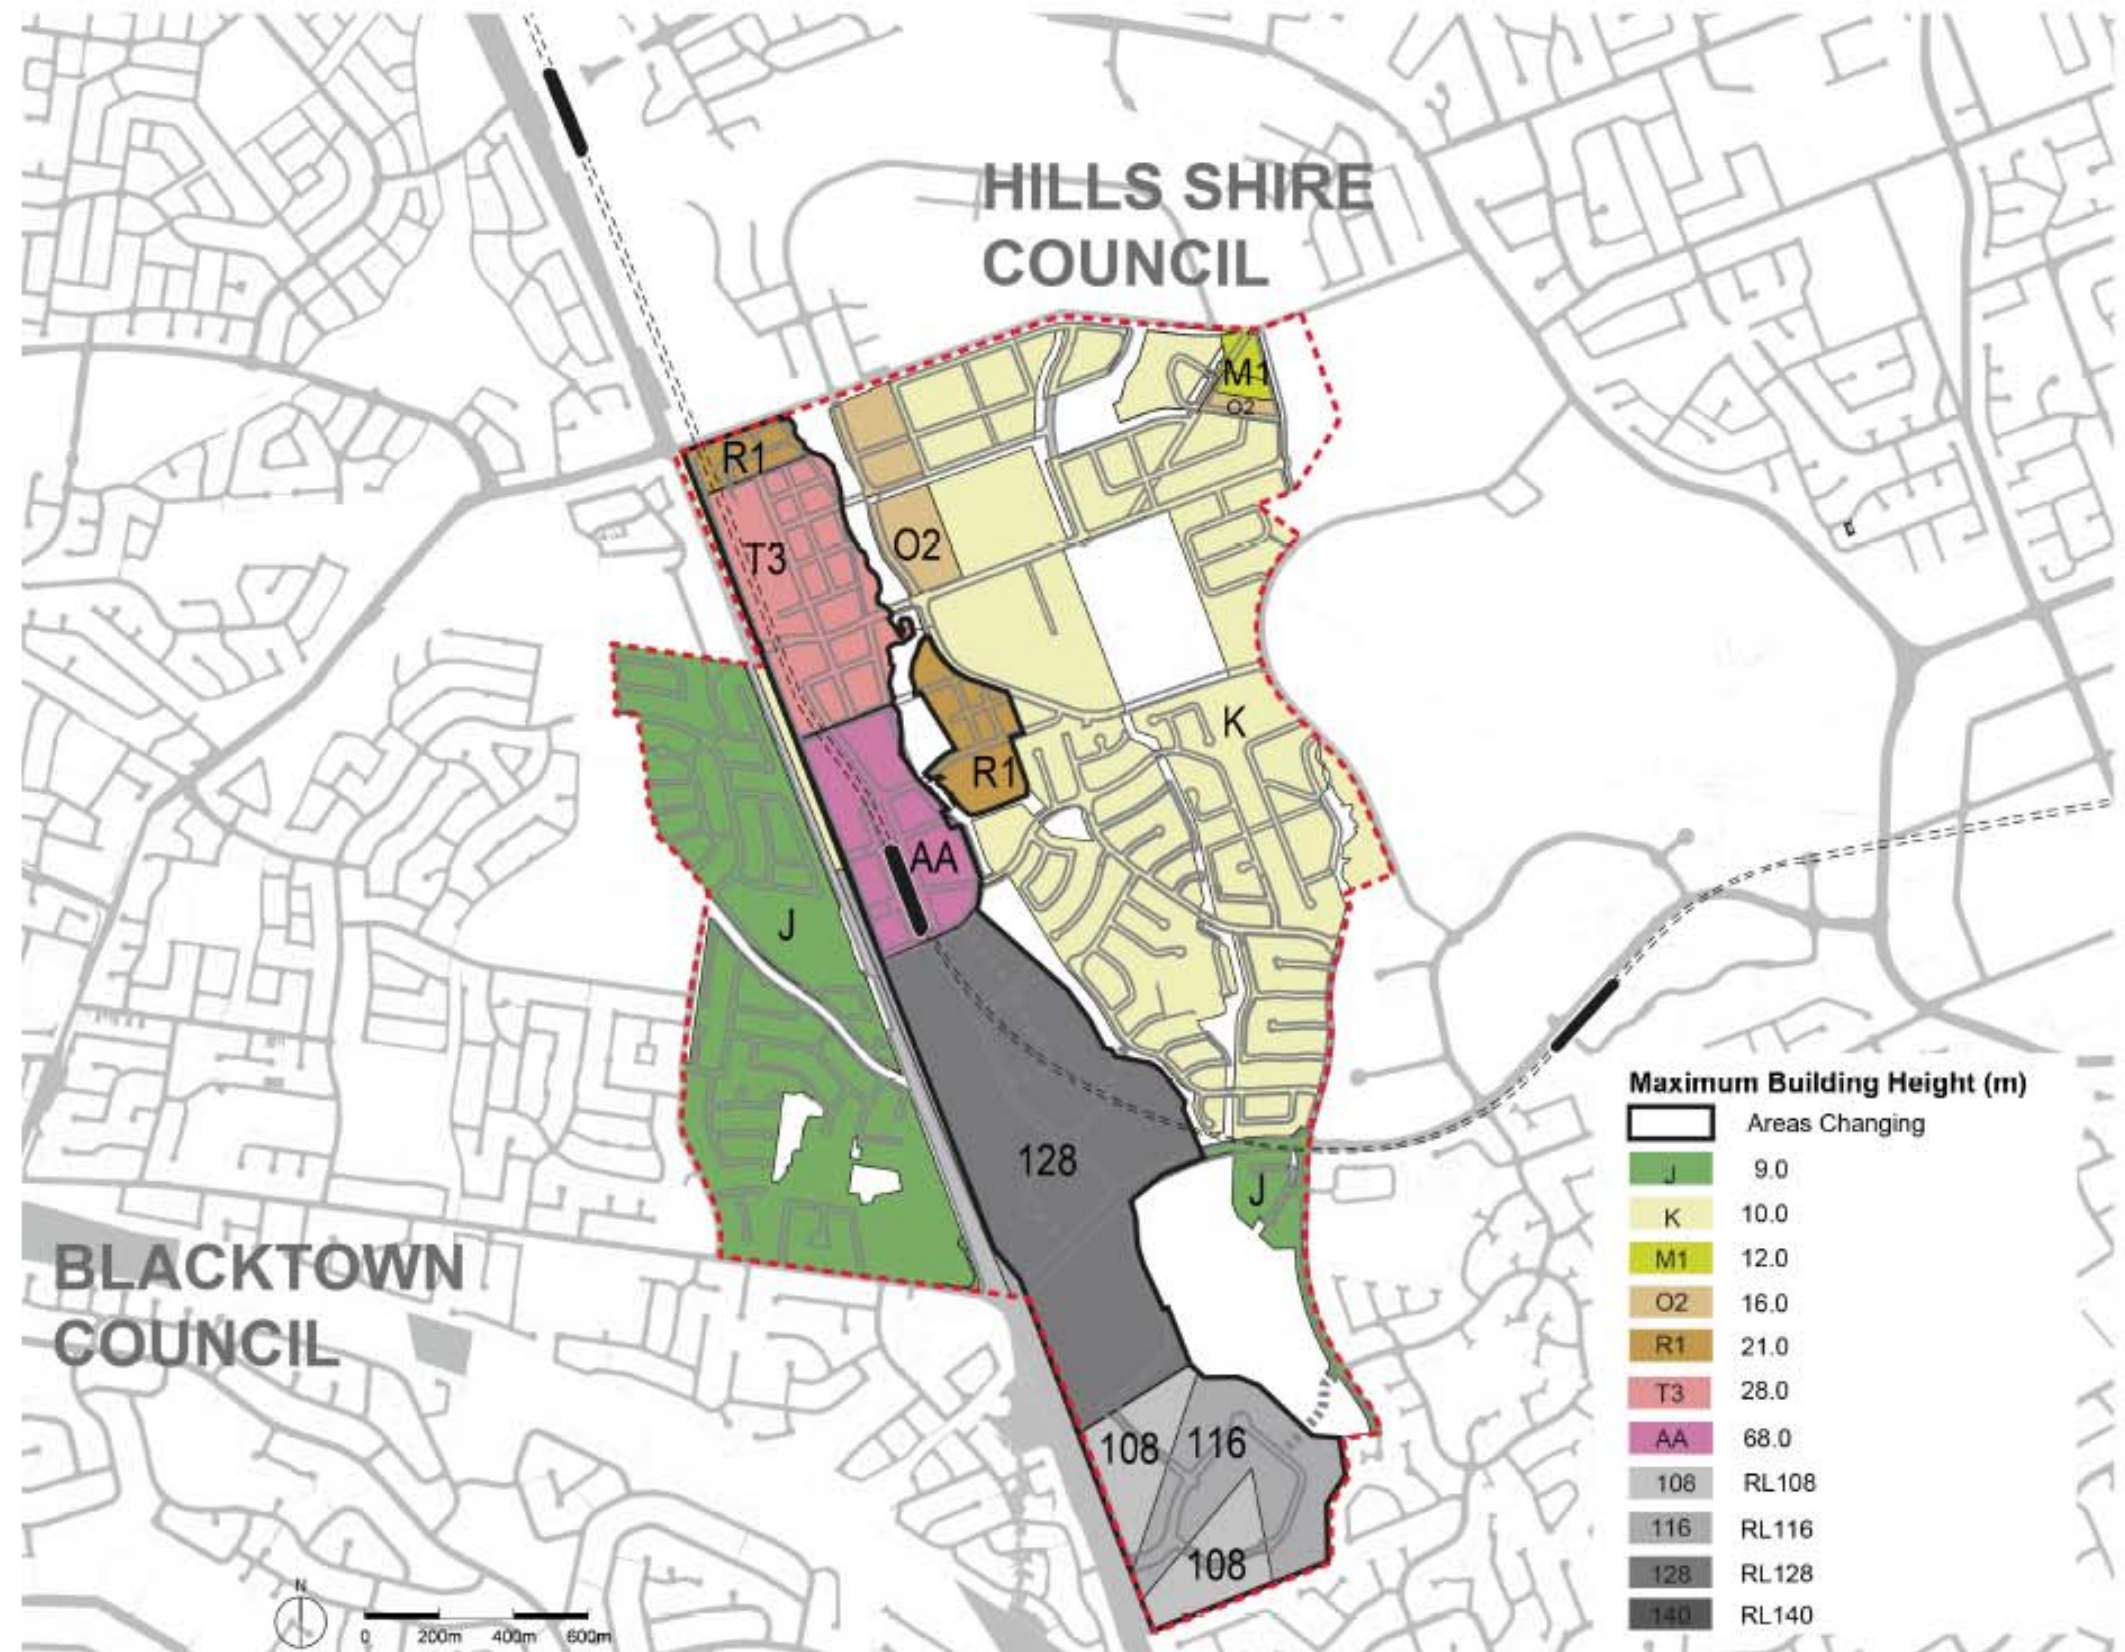 HILLS SHIRE
COUNCIL
M1
O2
R1
T3
O2
K
R1
AA
J
128
J
BLACKTOWN
COUNCIL
108
116
108
N
0 200m 400m 600m
Maximum Building Height (m)
Areas Changing
J 9.0
K 10.0
M1 12.0
O2 16.0
R1 21.0
T3 28.0
AA 68.0
108 RL108
116 RL116
128 RL128
140 RL140